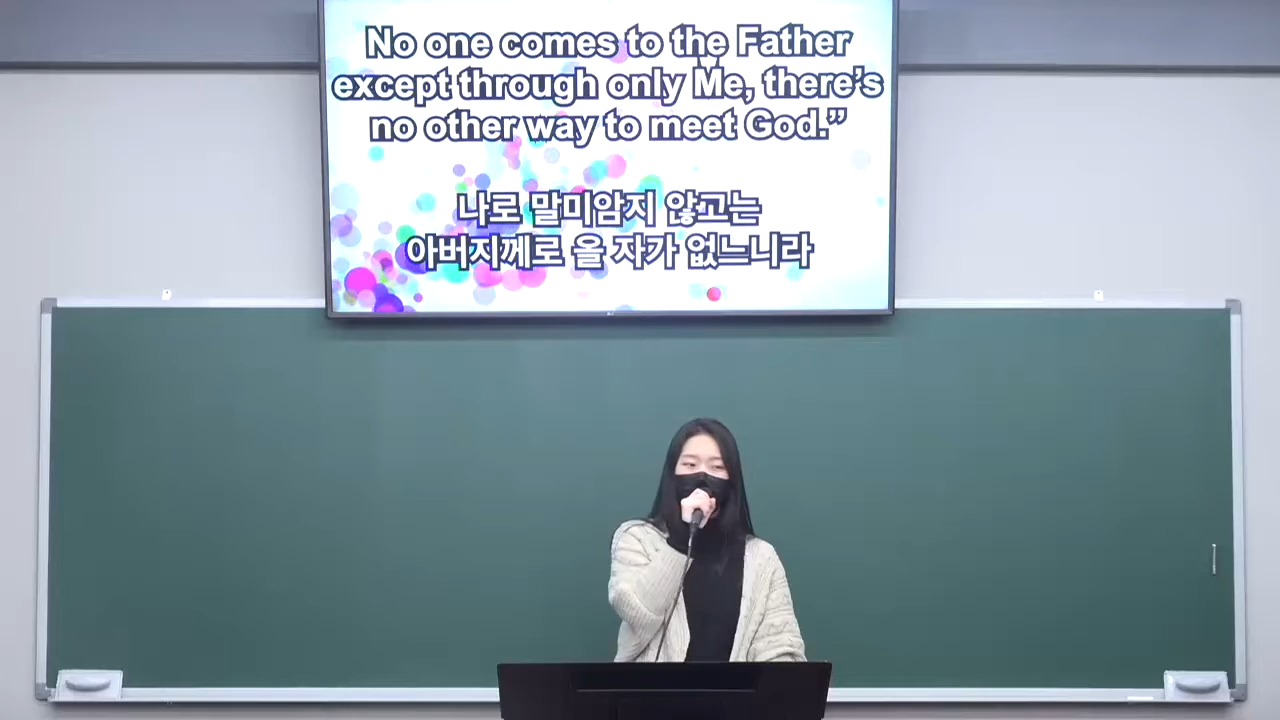 No one comes to the Father
except through only Me, there's
no other way to meet God.”
나로 말미암지 않고는
아버지께로 올 자가 없느니라